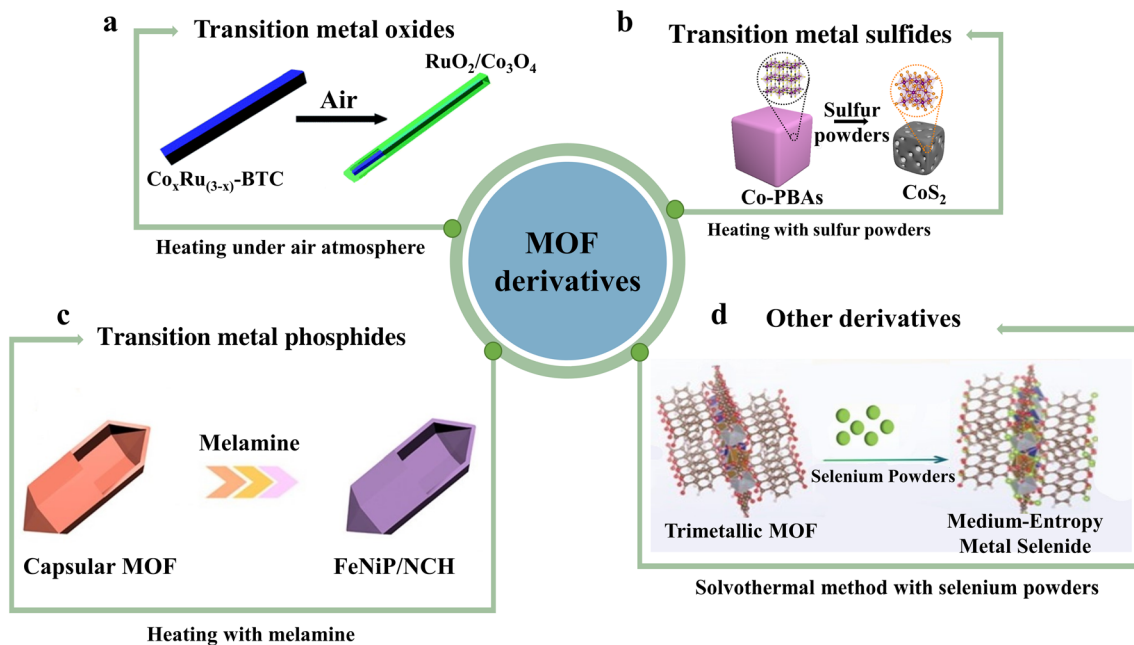 a
Transition metal oxides
RuO₂/Co₃O₄
Air
CoₓRu₍₃₋ₓ₎-BTC
Heating under air atmosphere
b
Transition metal sulfides
Sulfur
powders
Co-PBAs
CoS₂
Heating with sulfur powders
MOF
derivatives
c
Transition metal phosphides
Melamine
Capsular MOF
FeNiP/NCH
Heating with melamine
d
Other derivatives
Selenium Powders
Trimetallic MOF
Medium-Entropy
Metal Selenide
Solvothermal method with selenium powders